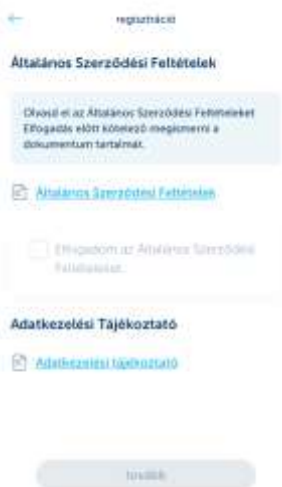 regisztráció
Általános Szerződési Feltételek
Olvasd el az Általános Szerződési Feltételeket
Elfogadás előtt kötelező megismerni a
dokumentum tartalmát.
Általános Szerződési Feltételek
Elfogadom az Általános Szerződési
Feltételeket.
Adatkezelési Tájékoztató
Adatkezelési tájékoztató
tovább